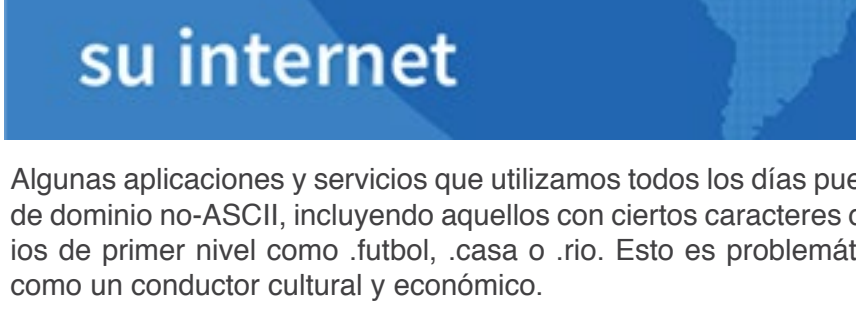 su internet
Algunas aplicaciones y servicios que utilizamos todos los días pue
de dominio no-ASCII, incluyendo aquellos con ciertos caracteres
ios de primer nivel como .futbol, .casa o .rio. Esto es problemát
como un conductor cultural y económico.